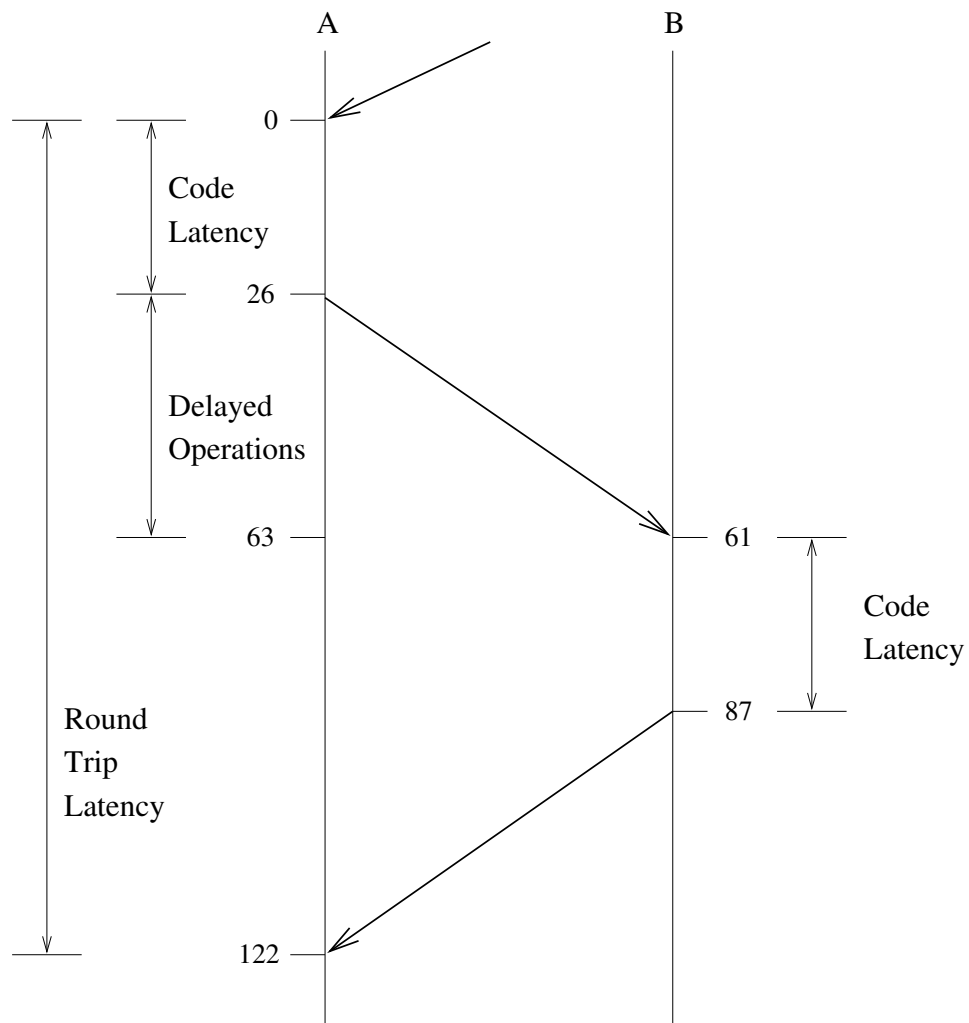 A
B
0
Code
Latency
26
Delayed
Operations
63
61
Code
Latency
87
Round
Trip
Latency
122